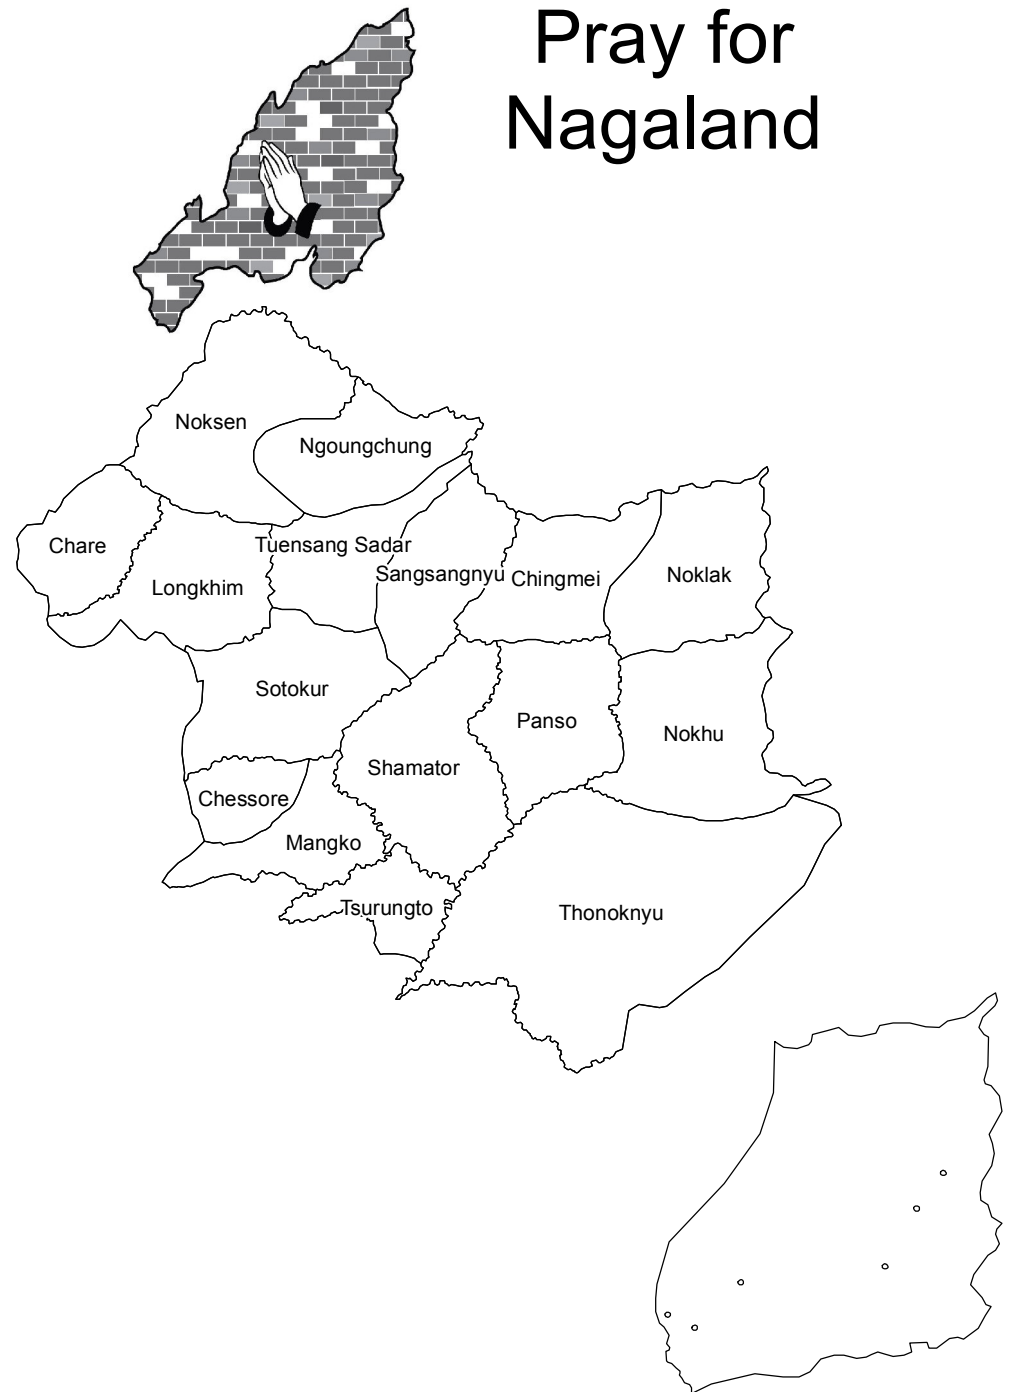 Pray for
Nagaland
Noksen
Ngoungchung
Chare
Tuensang Sadar
Longkhim
Sangsangnyu
Chingmei
Noklak
Sotokur
Panso
Nokhu
Shamator
Chessore
Mangko
Tsurungto
Thonoknyu